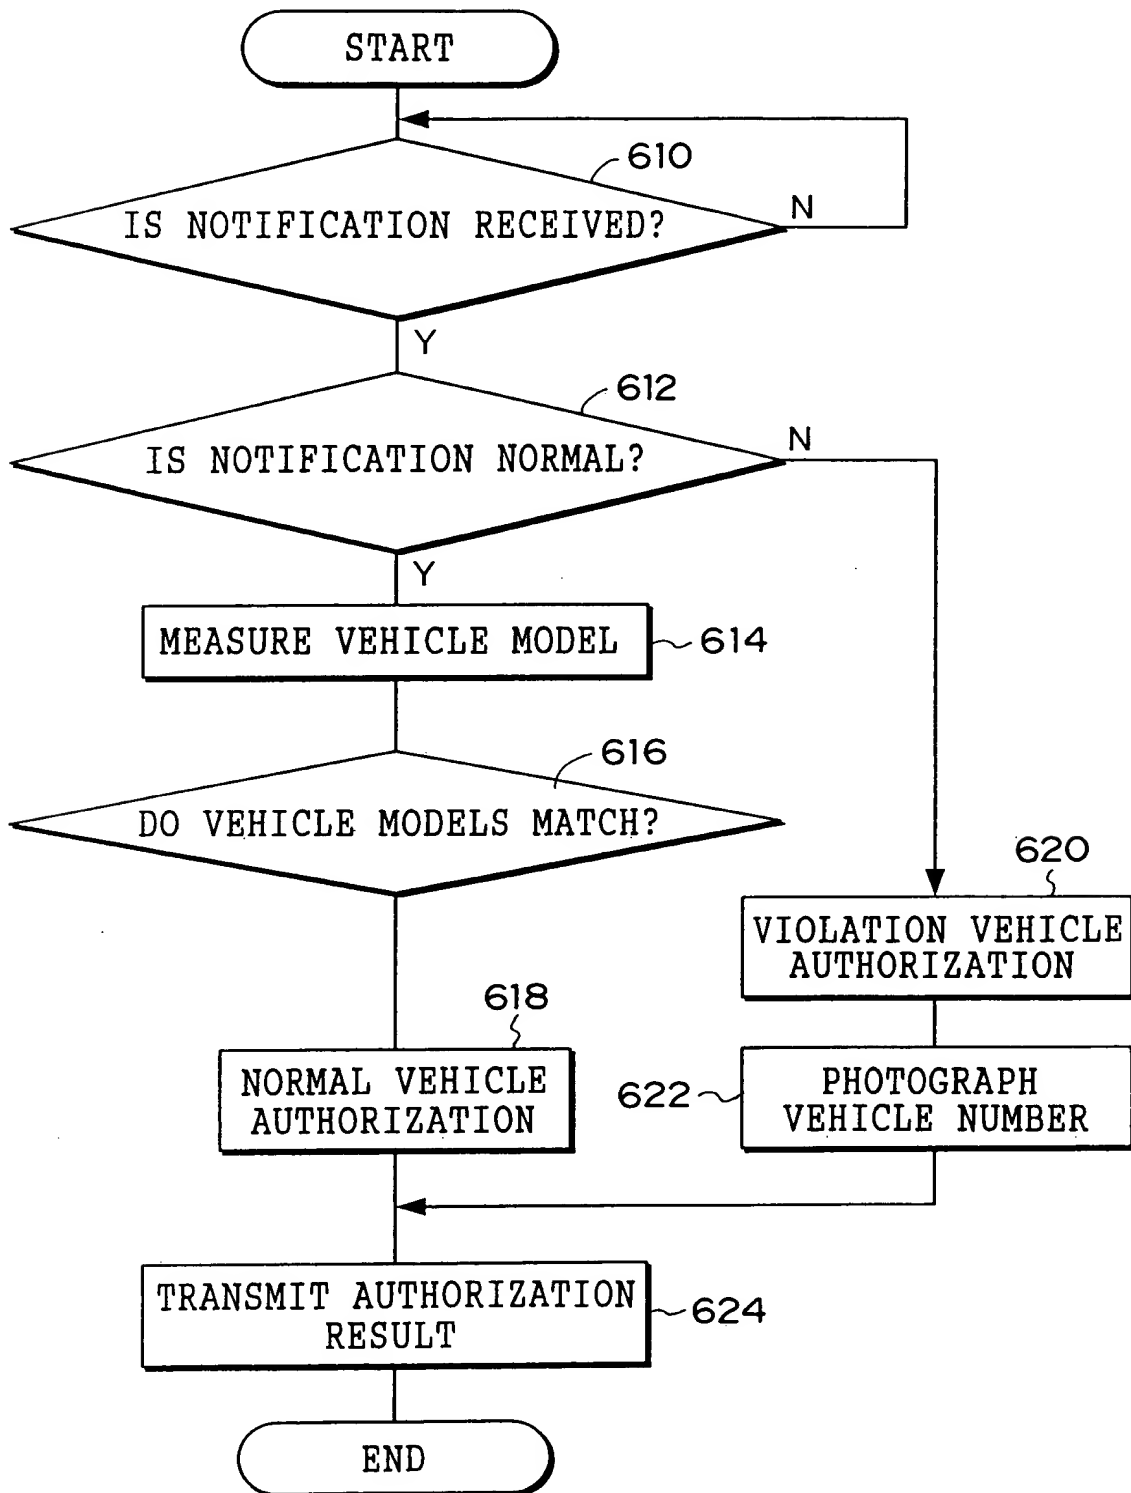 START
610
IS NOTIFICATION RECEIVED?
N
Y
612
IS NOTIFICATION NORMAL?
N
Y
MEASURE VEHICLE MODEL
614
616
DO VEHICLE MODELS MATCH?
620
VIOLATION VEHICLE
AUTHORIZATION
618
NORMAL VEHICLE
AUTHORIZATION
622
PHOTOGRAPH
VEHICLE NUMBER
TRANSMIT AUTHORIZATION
RESULT
624
END